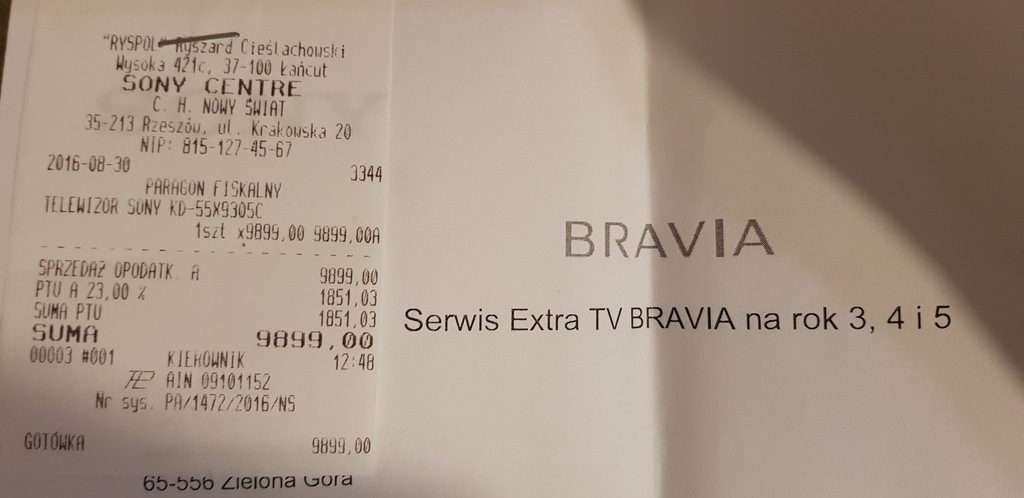 "RYSPOL" Ryszard Cieślachowski
Wysoka 421c, 37-100 Łańcut
SONY CENTRE
C. H. NOWY ŚWIAT
35-213 Rzeszów, ul. Krakowska 20
NIP: 815-127-45-67
2016-08-30 3344
PARAGON FISKALNY
TELEWIZOR SONY KD-55X9305C
1szt x9899,00 9899,00A
SPRZEDAŻ OPODATK. A 9899,00
PTU A 23,00 % 1851,03
SUMA PTU 1851,03
SUMA 9899,00
00003 #001 KIEROWNIK 12:48
AIN 09101152
Nr sys. PA/1472/2016/NS
GOTÓWKA 9899,00
65-556 Zielona Góra
BRAVIA
Serwis Extra TV BRAVIA na rok 3, 4 i 5